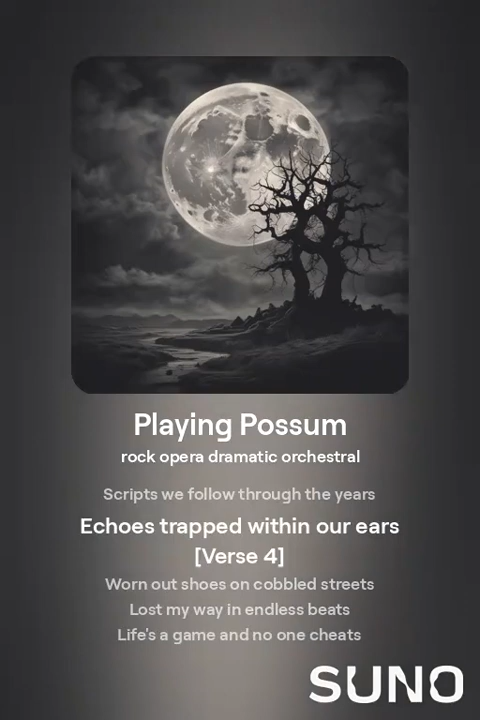 Playing Possum
rock opera dramatic orchestral
Scripts we follow through the years
Echoes trapped within our ears
[Verse 4]
Worn out shoes on cobbled streets
Lost my way in endless beats
Life's a game and no one cheats
SUNO